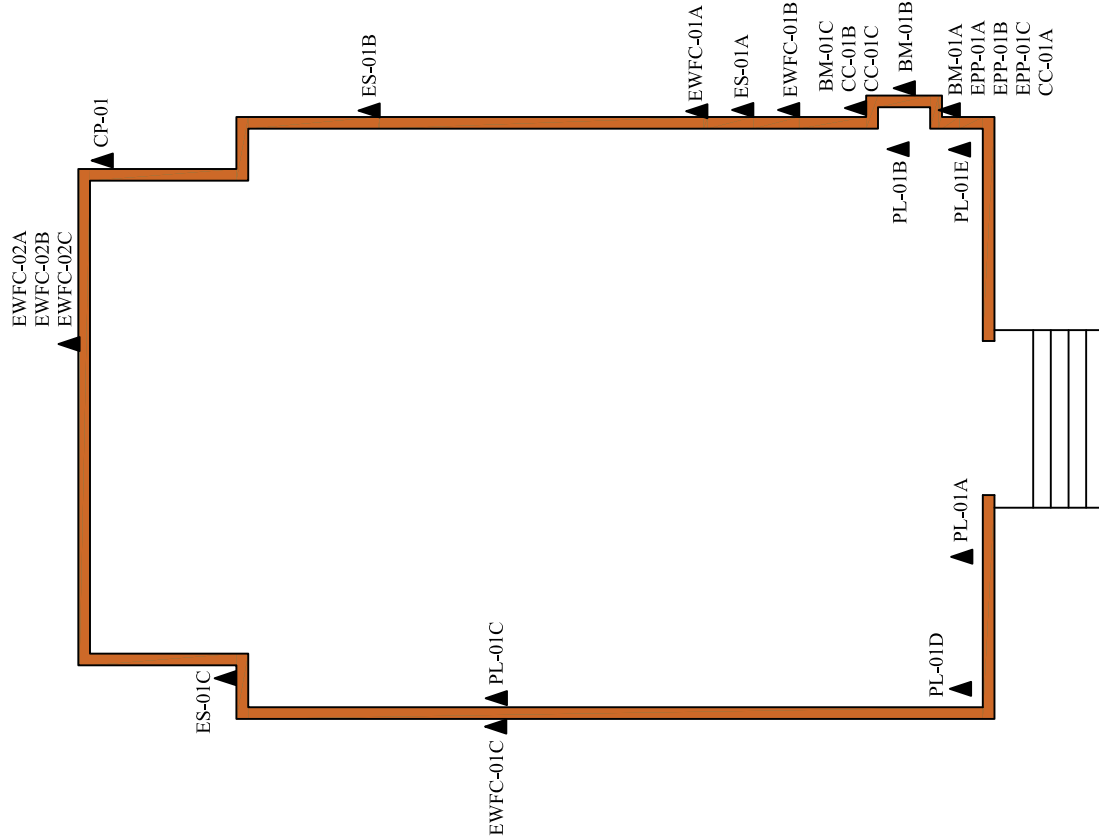 EWFC-02A
EWFC-02B
EWFC-02C
CP-01
ES-01B
EWFC-01A
ES-01A
EWFC-01B
BM-01C
CC-01B
CC-01C
BM-01B
BM-01A
EPP-01A
EPP-01B
EPP-01C
CC-01A
PL-01B
PL-01E
PL-01A
PL-01D
PL-01C
EWFC-01C
ES-01C